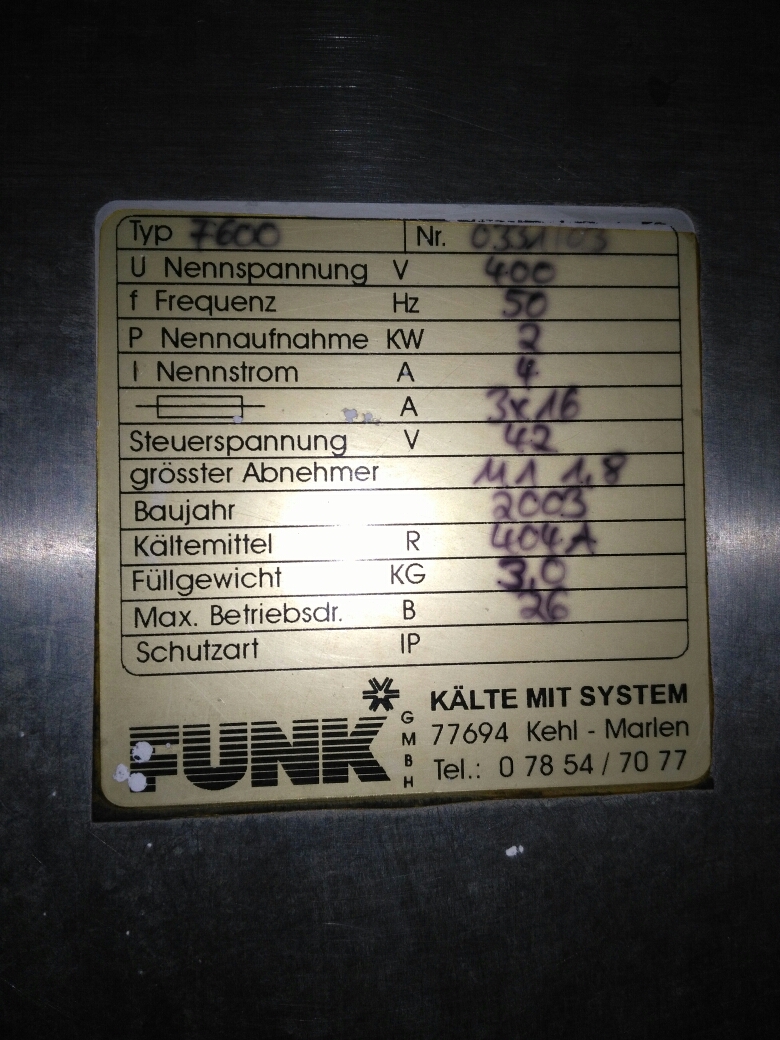 Typ 7600 Nr. 0331/03
U Nennspannung V 400
f Frequenz Hz 50
P Nennaufnahme KW 2
I Nennstrom A 4
A 3x16
Steuerspannung V 42
grösster Abnehmer M1 1,8
Baujahr 2003
Kältemittel R 404A
Füllgewicht KG 3,0
Max. Betriebsdr. B 26
Schutzart IP
FUNK GMBH
KÄLTE MIT SYSTEM
77694 Kehl - Marlen
Tel.: 0 78 54 / 70 77